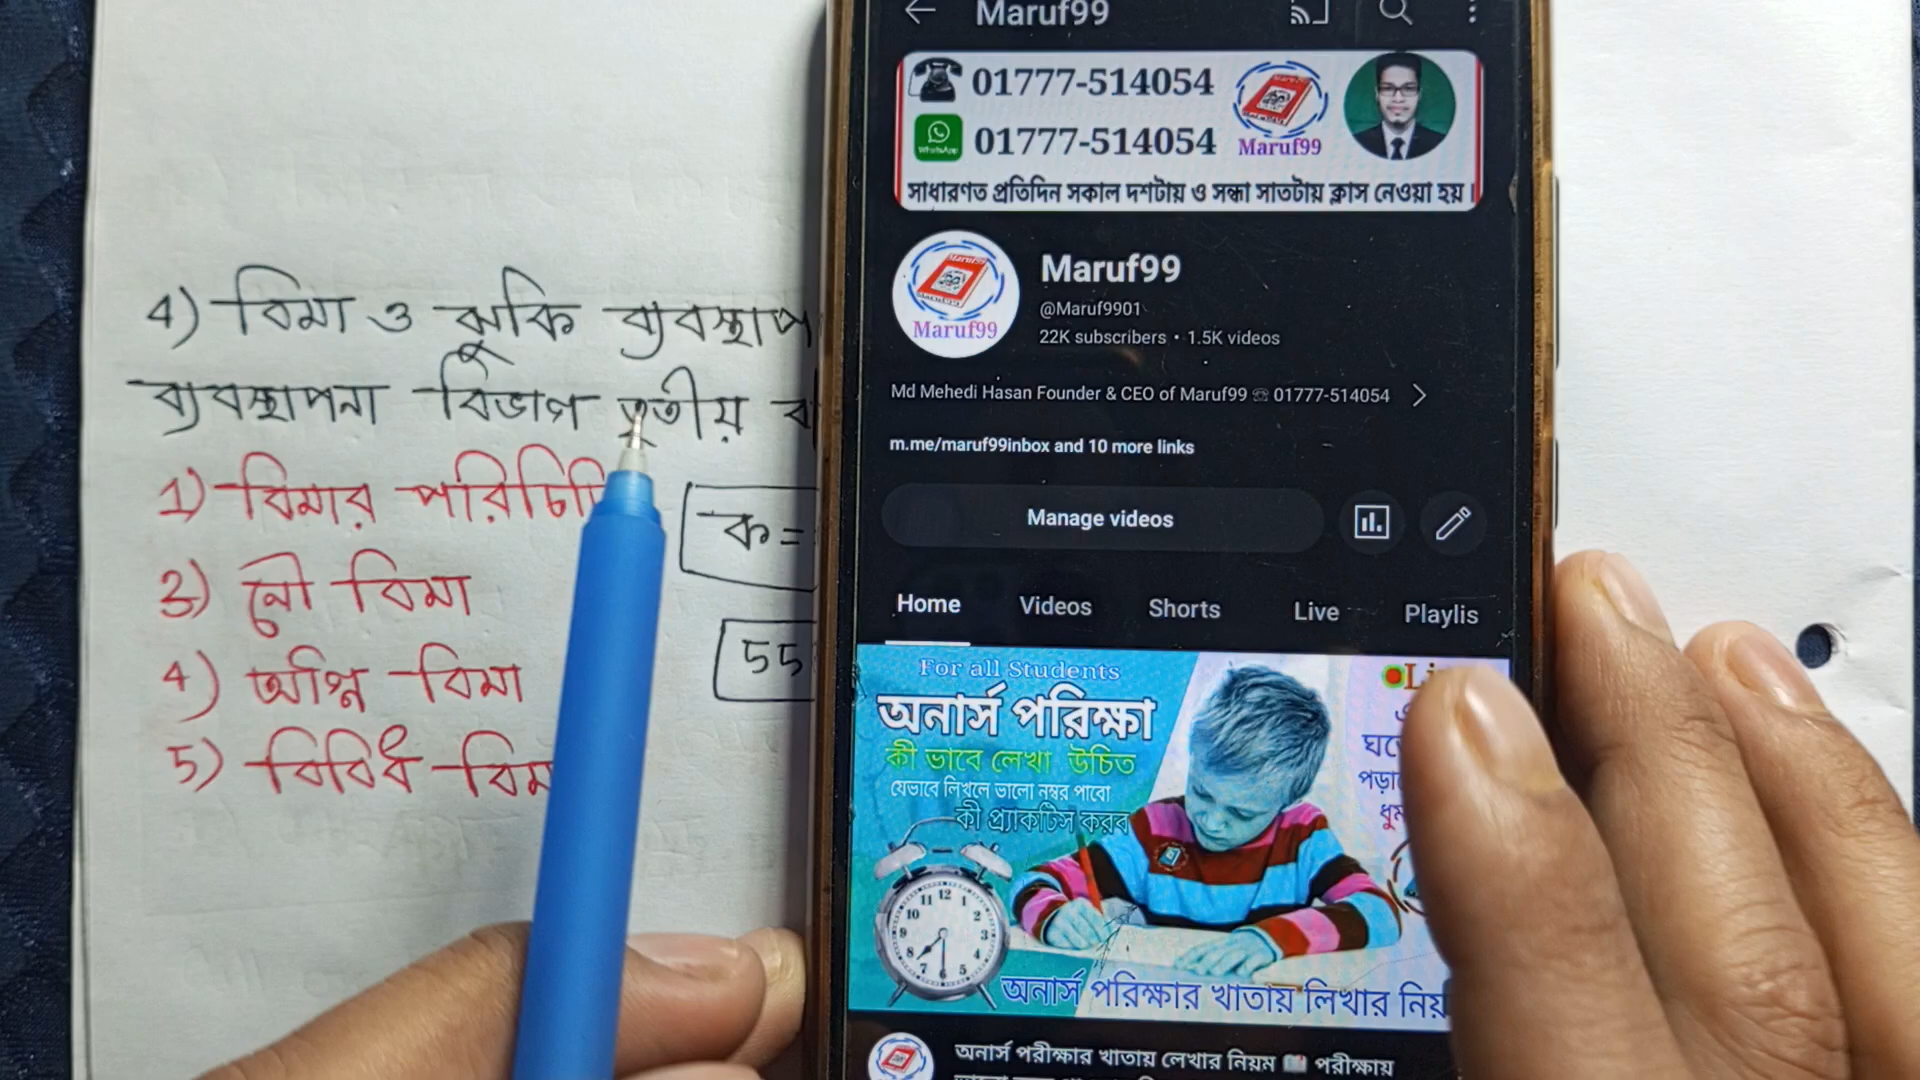 4) বিমা ও ঝুকি ব্যবস্থাপ
ব্যবস্থাপনা বিভাগ তৃতীয় ব
1) বিমার পরিচিতি
ক =
3) নৌ বিমা
55
4) অগ্নি বিমা
5) বিবিধ বিম
Maruf99
01777-514054
WhatsApp
01777-514054
Maruf99
সাধারণত প্রতিদিন সকাল দশটায় ও সন্ধা সাতটায় ক্লাস নেওয়া হয়।
Maruf99
Maruf99
@Maruf9901
22K subscribers • 1.5K videos
Md Mehedi Hasan Founder & CEO of Maruf99 ☏ 01777-514054
m.me/maruf99inbox and 10 more links
Manage videos
Home Videos Shorts Live Playlis
For all Students
অনার্স পরিক্ষা
কী ভাবে লেখা উচিত
যেভাবে লিখলে ভালো নম্বর পাবো
কী প্র্যাকটিস করব
অনার্স পরিক্ষার খাতায় লিখার নিয়
অনার্স পরীক্ষার খাতায় লেখার নিয়ম 📖 পরীক্ষায়